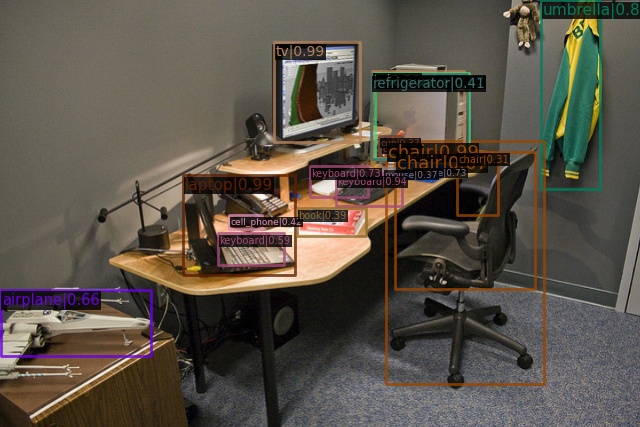 umbrella|0.8
tv|0.99
refrigerator|0.41
chair|0.99
chair|0.
chair|0.31
keyboard|0.73
mouse|0.37
0.73
keyboard|0.94
laptop|0.99
book|0.39
cell_phone|0.42
keyboard|0.59
airplane|0.66